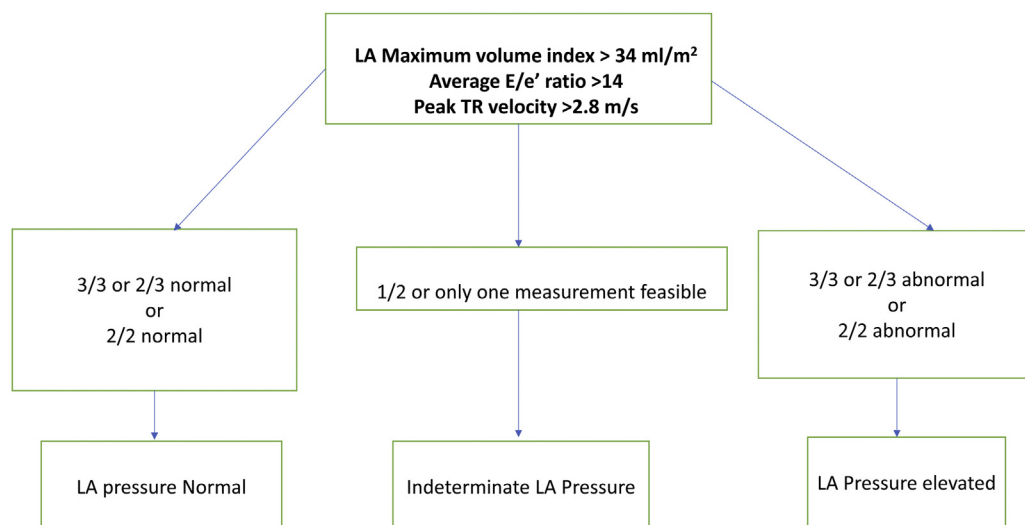 LA Maximum volume index > 34 ml/m²
Average E/e’ ratio >14
Peak TR velocity >2.8 m/s
3/3 or 2/3 normal
or
2/2 normal
1/2 or only one measurement feasible
3/3 or 2/3 abnormal
or
2/2 abnormal
LA pressure Normal
Indeterminate LA Pressure
LA Pressure elevated